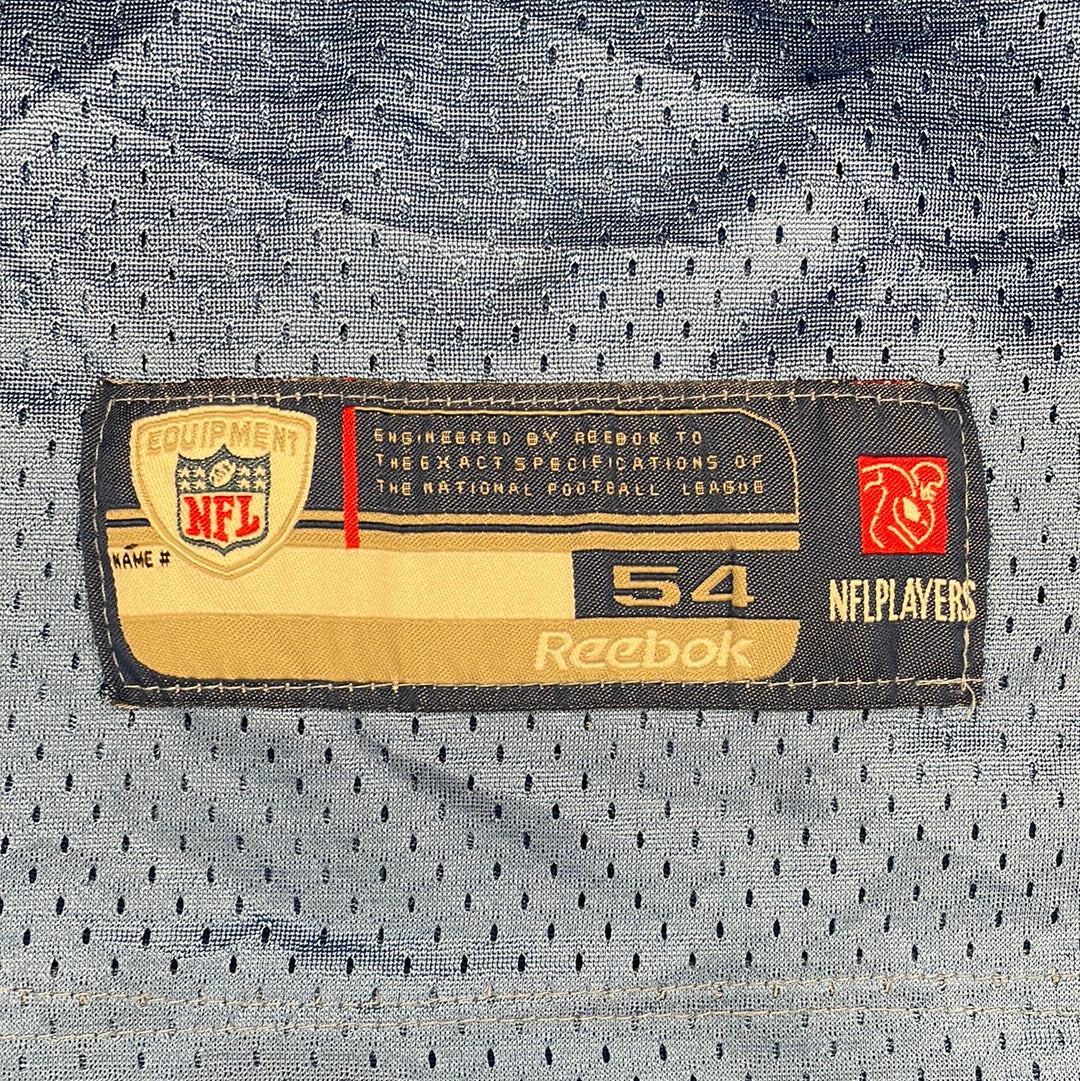 EQUIPMENT
NFL
ENGINEERED BY REEBOK TO
THE EXACT SPECIFICATIONS OF
THE NATIONAL FOOTBALL LEAGUE
NAME #
54
Reebok
NFLPLAYERS